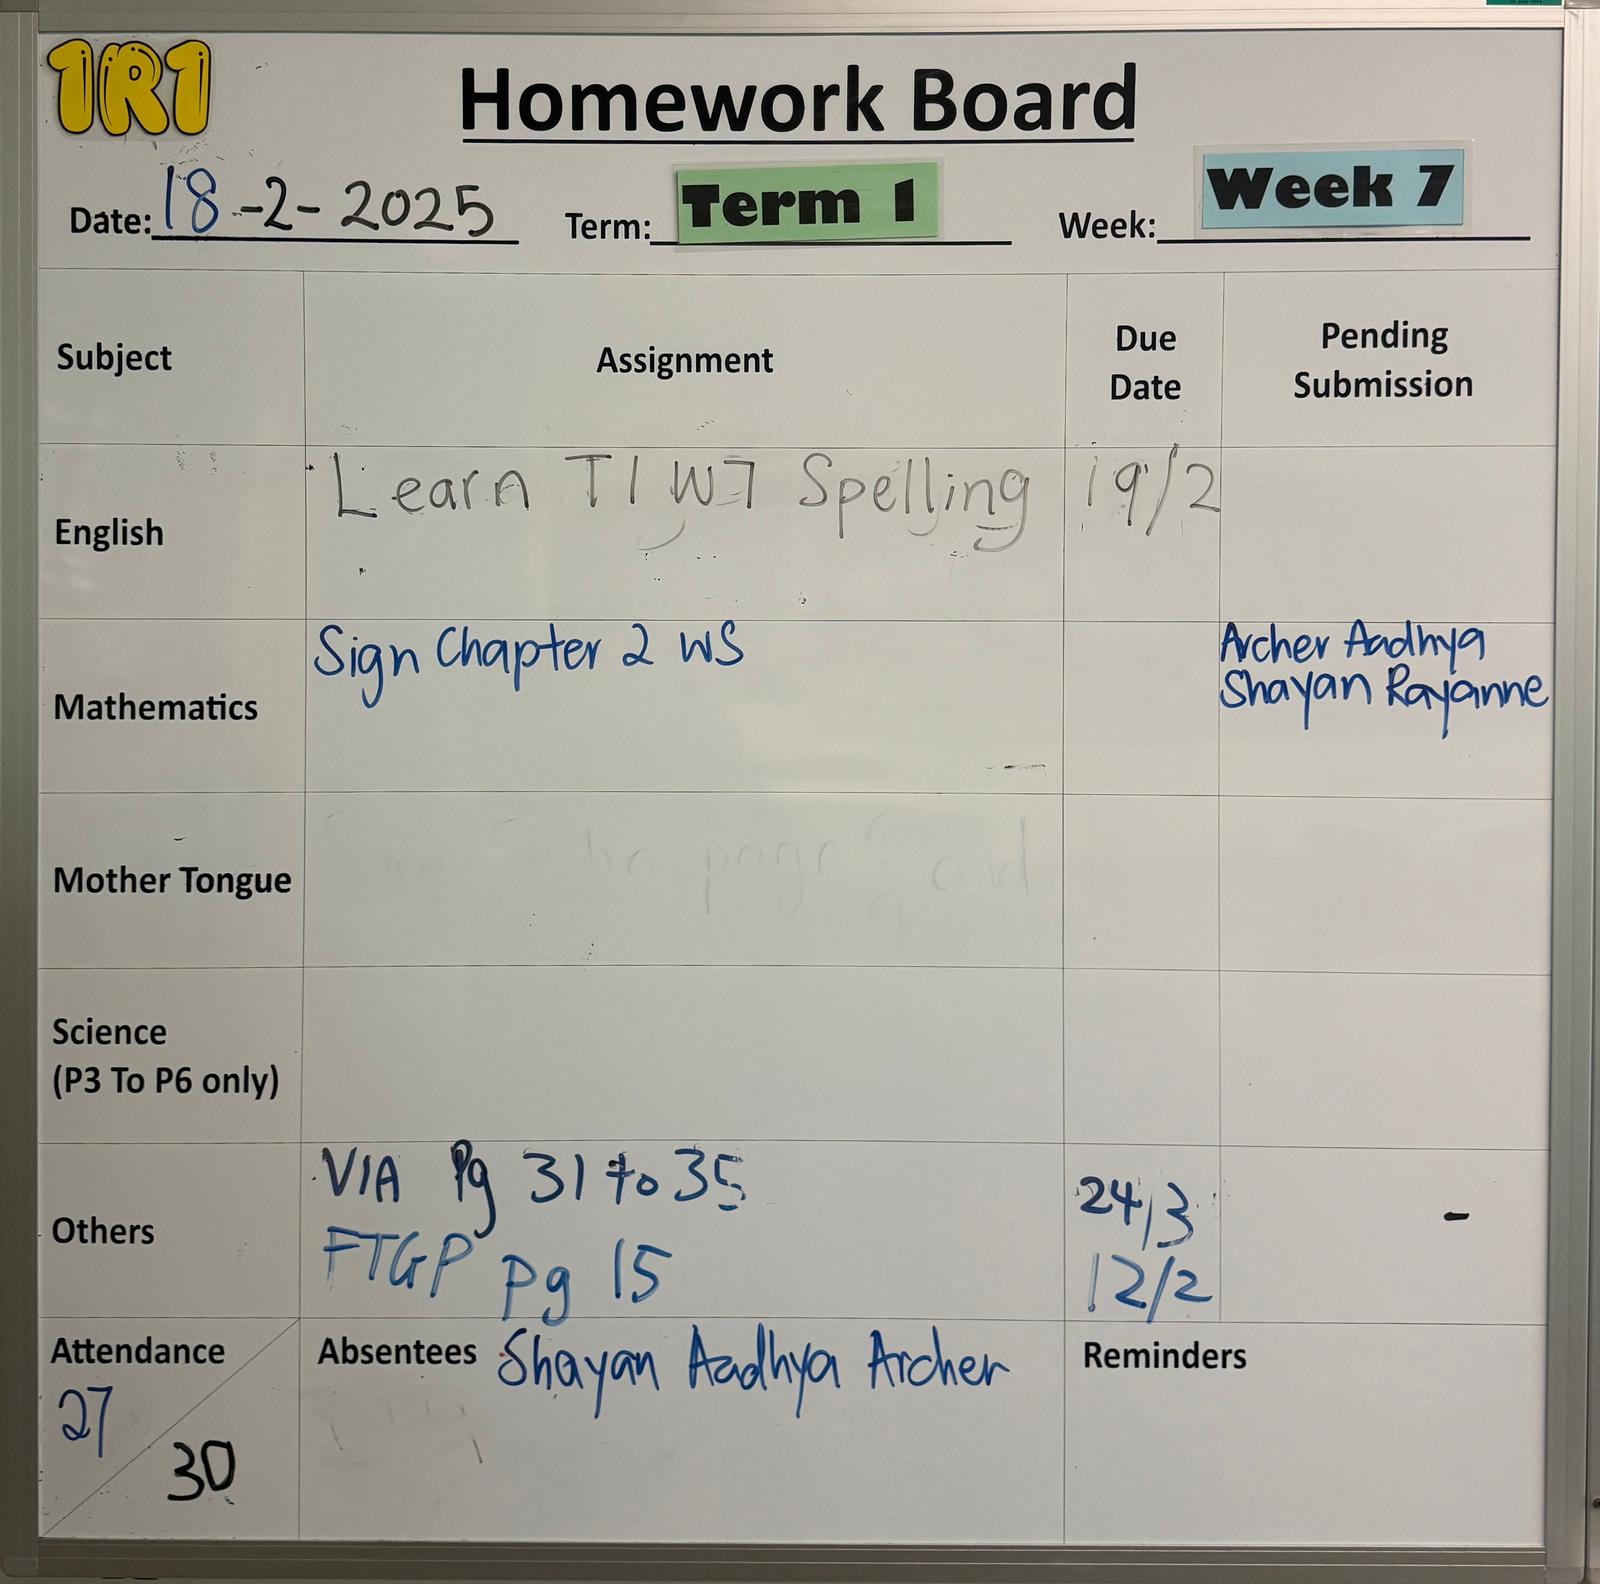 1R1
Homework Board
Date: 18-2-2025 Term: Term 1 Week: Week 7
Subject Assignment Due Date Pending Submission
English Learn T1W7 Spelling 19/2
Mathematics Sign Chapter 2 WS Archer Aadhya
Shayan Rayanne
Mother Tongue page and
Science
(P3 To P6 only)
Others VIA Pg 31 to 35 24/3 -
FTGP pg 15 12/2
Attendance Absentees Shayan Aadhya Archer Reminders
27
30